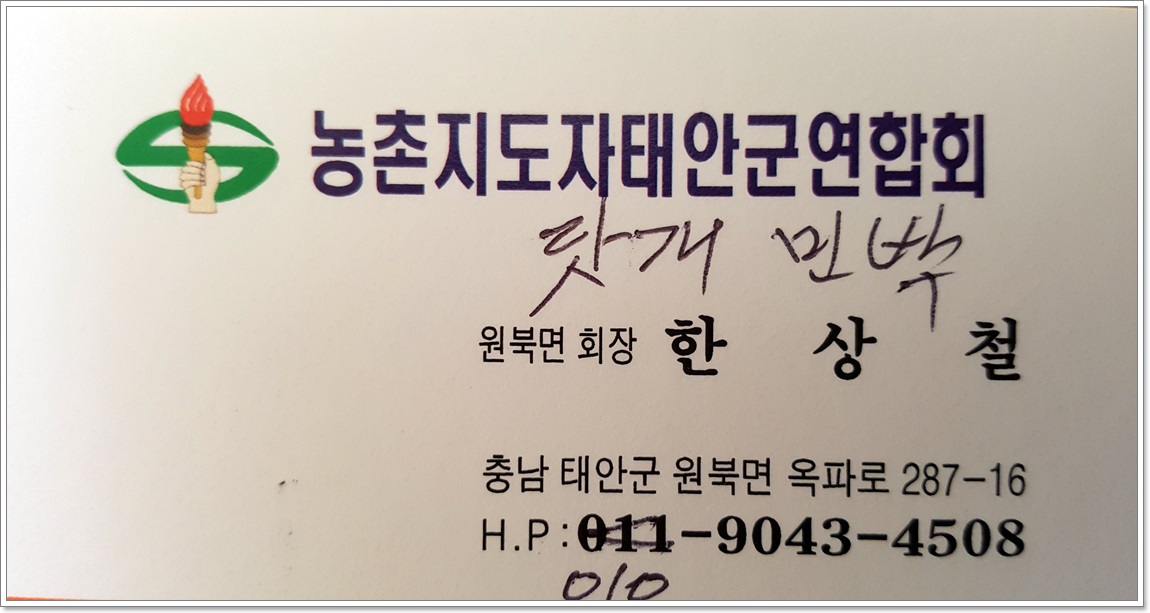 농촌지도자태안군연합회
닷개 민박
원북면 회장 한 상 철
충남 태안군 원북면 옥파로 287-16
H.P : 011-9043-4508
010